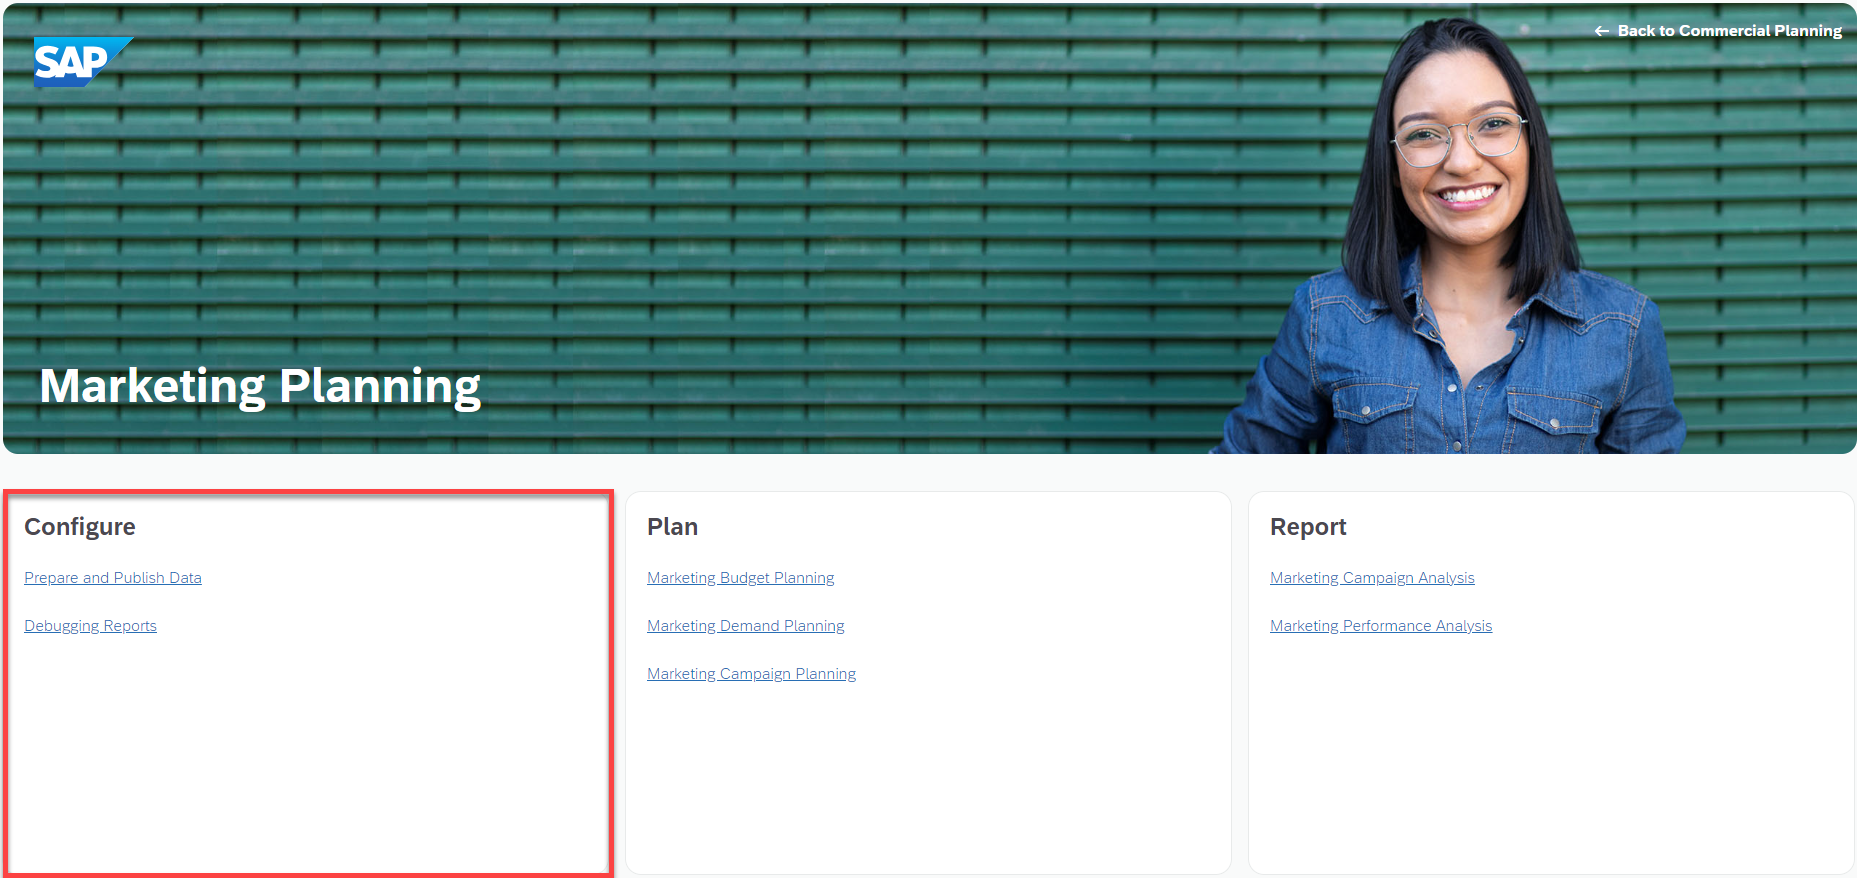 SAP
← Back to Commercial Planning
Marketing Planning
Configure
Prepare and Publish Data
Debugging Reports
Plan
Marketing Budget Planning
Marketing Demand Planning
Marketing Campaign Planning
Report
Marketing Campaign Analysis
Marketing Performance Analysis